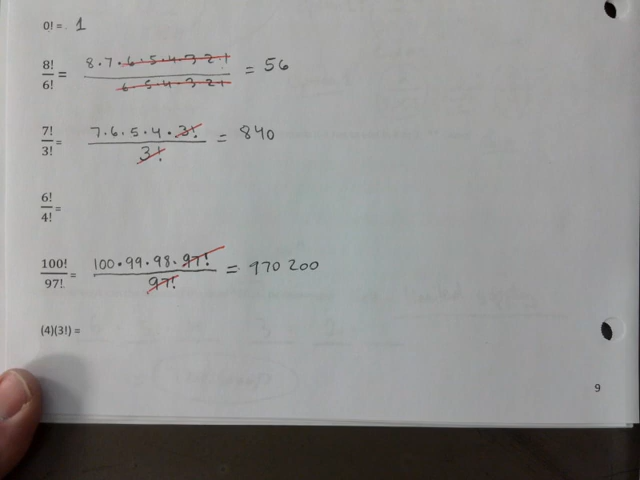 0! = 1
8!/6! = 8·7·6·5·4·3·2·1/6·5·4·3·2·1 = 56
7!/3! = 7·6·5·4·3!/3! = 840
6!/4! =
100!/97! = 100·99·98·97!/97! = 970 200
(4)(3!) =
9